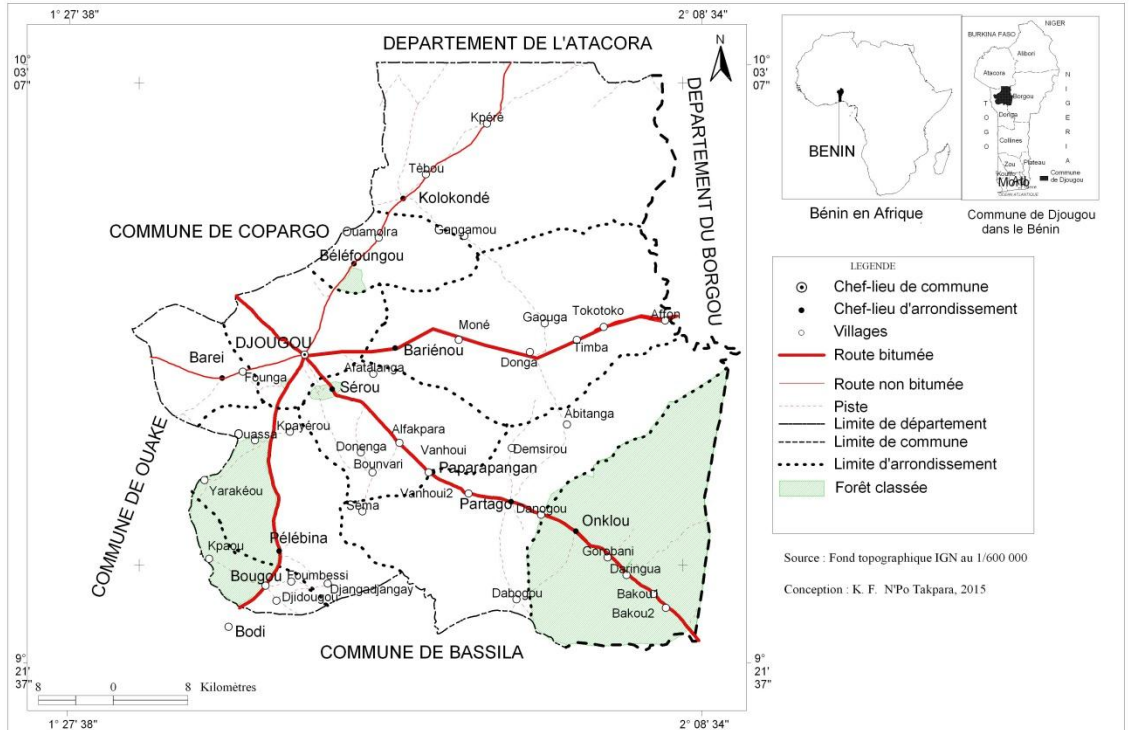 1° 27' 38"
2° 08' 34"
10°
03'
07"
10°
03'
07"
DEPARTEMENT DE L'ATACORA
N
DEPARTEMENT DU BORGOU
Kpéré
Tèbou
Kolokondé
COMMUNE DE COPARGO
Ouamoira
Gangamou
Béléfoungou
Gaouga
Tokotoko
Affon
Moné
DJOUGOU
Bariénou
Timba
Donga
Barei
Founga
Afatalanga
Sérou
COMMUNE DE OUAKE
Abitanga
Kpayérou
Ouassa
Alfakpara
Donenga
Vanhoui
Demsirou
Bounvari
Paparapangan
Yarakéou
Vanhoui2
Partago
Séma
Danogou
Onklou
Pélébina
Kpaou
Gorobani
Daringua
Bougou
Foumbessi
Djangadjangay
Bakou1
Djidougou
Dabogou
Bakou2
Bodi
COMMUNE DE BASSILA
9°
21'
37"
9°
21'
37"
8 0 8 Kilomètres
1° 27' 38"
2° 08' 34"
BENIN
Bénin en Afrique
NIGER
BURKINA FASO
Alibori
Atacora
Borgou
TOGO
NIGERIA
Donga
Collines
Zou
Plateau
Commune
de Djougou
Commune de Djougou
dans le Bénin
LEGENDE
Chef-lieu de commune
Chef-lieu d'arrondissement
Villages
Route bitumée
Route non bitumée
Piste
Limite de département
Limite de commune
Limite d'arrondissement
Forêt classée
Source : Fond topographique IGN au 1/600 000
Conception : K. F. N'Po Takpara, 2015